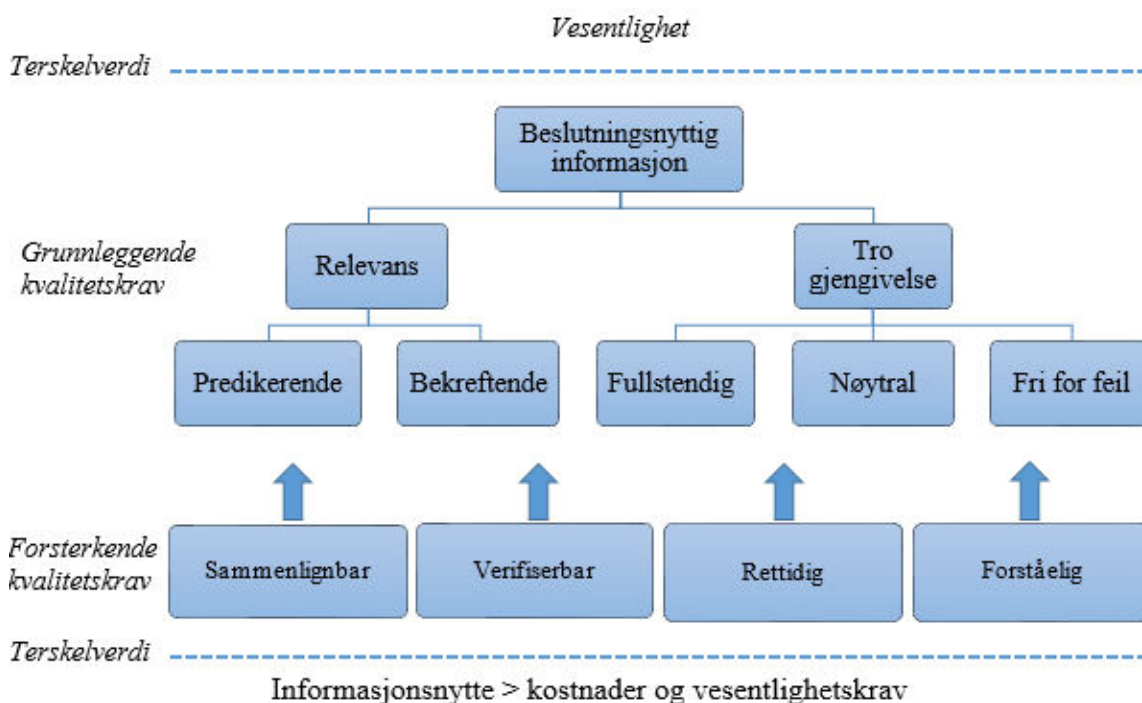 Vesentlighet
Terskelverdi
Beslutningsnyttig
informasjon
Grunnleggende
kvalitetskrav
Relevans
Tro
gjengivelse
Predikerende
Bekreftende
Fullstendig
Nøytral
Fri for feil
Forsterkende
kvalitetskrav
Sammenlignbar
Verifiserbar
Rettidig
Forståelig
Terskelverdi
Informasjonsnytte > kostnader og vesentlighetskrav